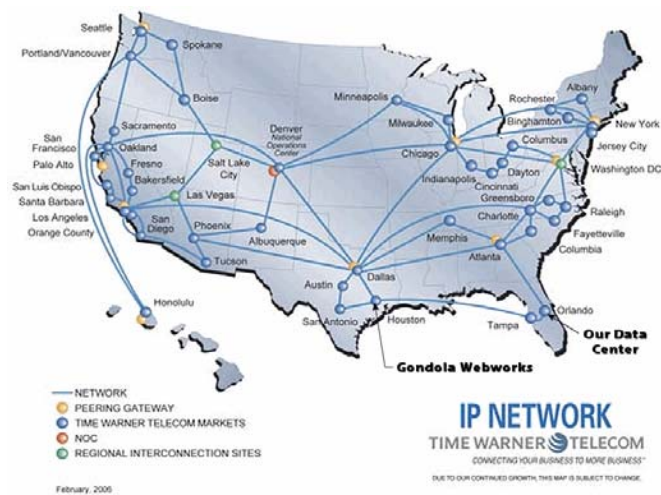 Seattle
Portland/Vancouver
Spokane
Boise
Minneapolis
Milwaukee
Chicago
Rochester
Albany
Binghamton
New York
Jersey City
Washington DC
Columbus
Dayton
Indianapolis
Cincinnati
Greensboro
Charlotte
Raleigh
Fayetteville
Columbia
Atlanta
Memphis
San
Francisco
Sacramento
Oakland
Palo Alto
Fresno
Bakersfield
San Luis Obispo
Santa Barbara
Los Angeles
Orange County
San
Diego
Salt Lake
City
Denver
National
Operations
Center
Las Vegas
Phoenix
Tucson
Albuquerque
Dallas
Austin
San Antonio
Houston
Honolulu
Tampa
Orlando
Our Data
Center
Gondola Webworks
NETWORK
PEERING GATEWAY
TIME WARNER TELECOM MARKETS
NOC
REGIONAL INTERCONNECTION SITES
February, 2006
IP NETWORK
TIME WARNER TELECOM
CONNECTING YOUR BUSINESS TO MORE BUSINESS™
DUE TO OUR CONTINUED GROWTH, THIS MAP IS SUBJECT TO CHANGE.